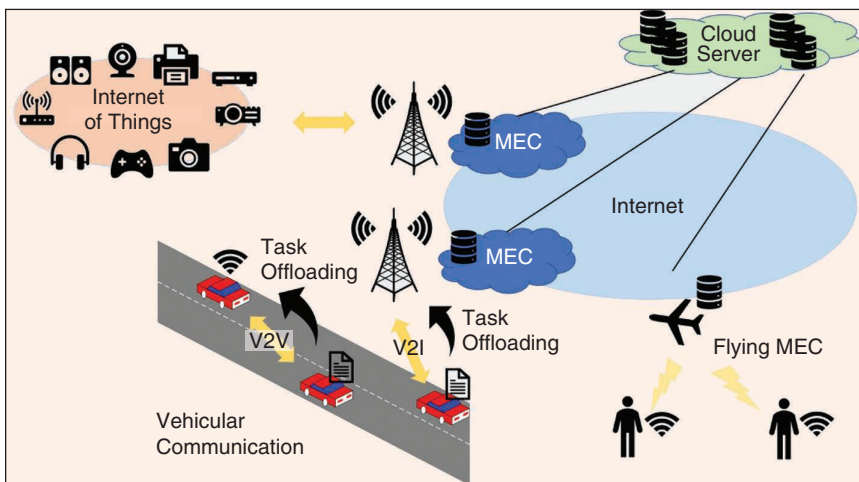 Cloud
Server
Internet
of Things
MEC
Internet
MEC
Task
Offloading
Task
Offloading
V2V
V2I
Flying MEC
Vehicular
Communication